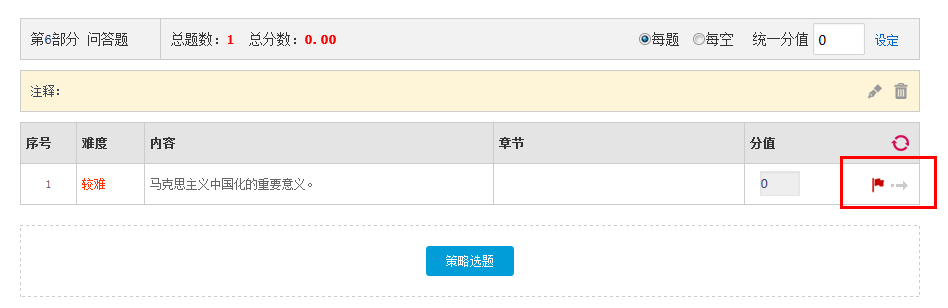 第6部分 问答题 总题数：1 总分数：0.00 每题 每空 统一分值 0 设定
注释：
序号 难度 内容 章节 分值
1 较难 马克思主义中国化的重要意义。 0
策略选题